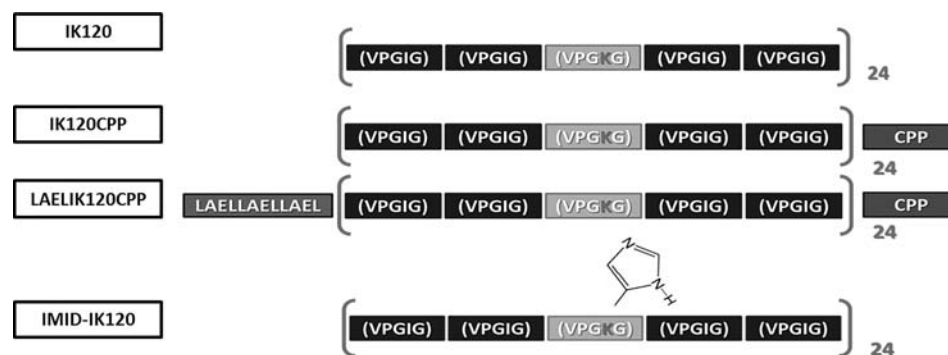 IK120
(VPGIG) (VPGIG) (VPGKG) (VPGIG) (VPGIG)
24
IK120CPP
(VPGIG) (VPGIG) (VPGKG) (VPGIG) (VPGIG) CPP
24
LAELIK120CPP LAELLAELLAEL (VPGIG) (VPGIG) (VPGKG) (VPGIG) (VPGIG) CPP
24
N
N
H
IMID-IK120
(VPGIG) (VPGIG) (VPGKG) (VPGIG) (VPGIG)
24